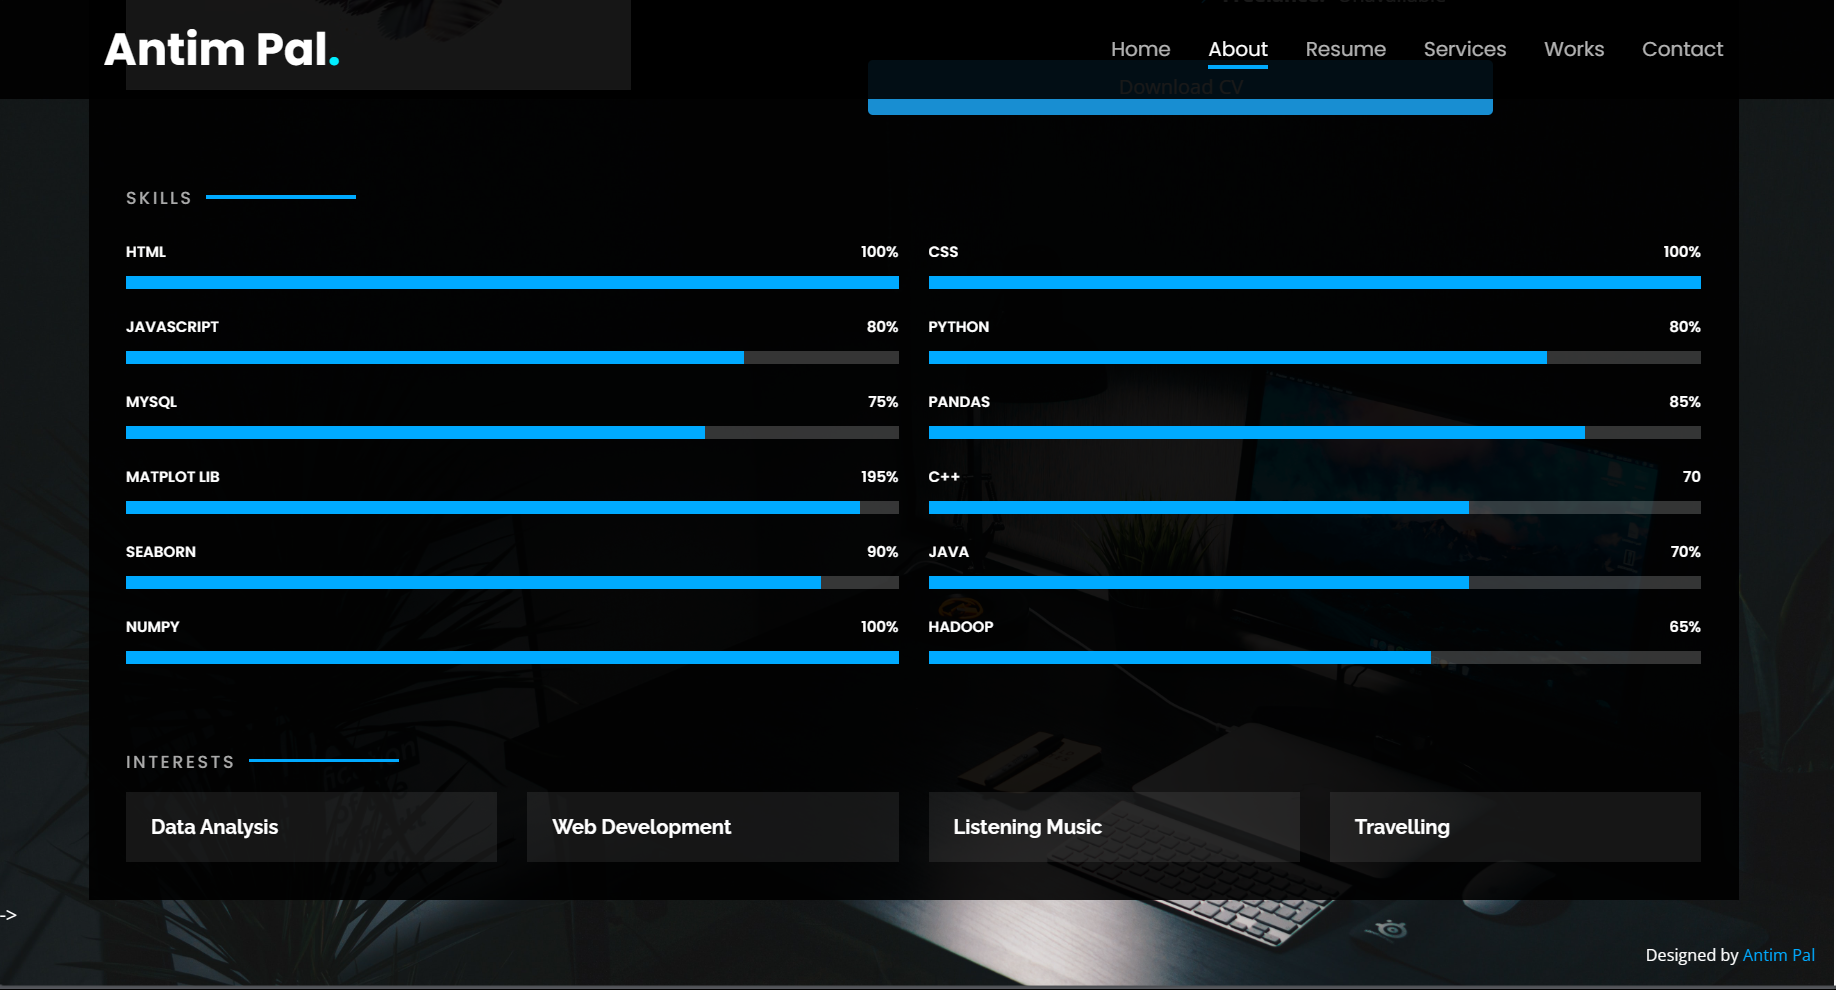 Freelancer Unavailable
Antim Pal.
Home About Resume Services Works Contact
Download CV
SKILLS
HTML 100% CSS 100%
JAVASCRIPT 80% PYTHON 80%
MYSQL 75% PANDAS 85%
MATPLOT LIB 195% C++ 70
SEABORN 90% JAVA 70%
NUMPY 100% HADOOP 65%
INTERESTS
Data Analysis Web Development Listening Music Travelling
->
Designed by Antim Pal